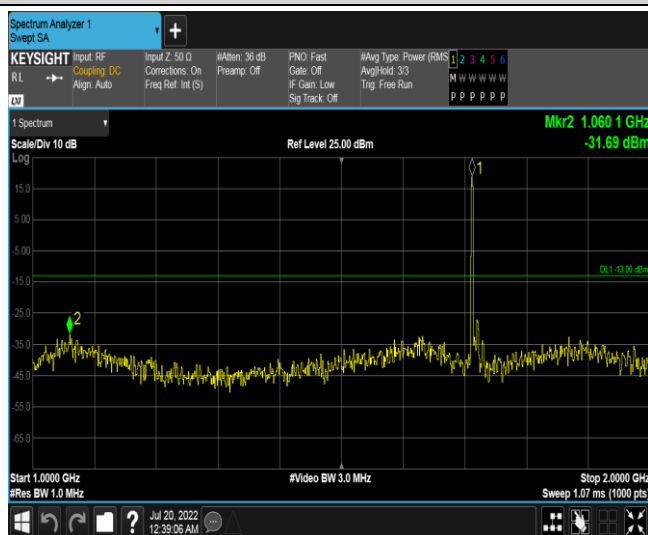 Spectrum Analyzer 1
Swept SA
+
KEYSIGHT
RL
LXI
Input: RF
Coupling: DC
Align: Auto
Input Z: 50 Ω
Corrections: On
Freq Ref: Int (S)
#Atten: 36 dB
Preamp: Off
PNO: Fast
Gate: Off
IF Gain: Low
Sig Track: Off
#Avg Type: Power (RMS
Avg|Hold: 3/3
Trig: Free Run
1 2 3 4 5 6
M W W W W W
P P P P P P
1 Spectrum
Mkr2 1.060 1 GHz
Scale/Div 10 dB
Ref Level 25.00 dBm
-31.69 dBm
Log
1
15.0
5.00
-5.00
DL1 -13.00 dBm
-15.0
-25.0
2
-35.0
-45.0
-55.0
-65.0
Start 1.0000 GHz
#Video BW 3.0 MHz
Stop 2.0000 GHz
#Res BW 1.0 MHz
Sweep 1.07 ms (1000 pts)
?
Jul 20, 2022
12:39:06 AM